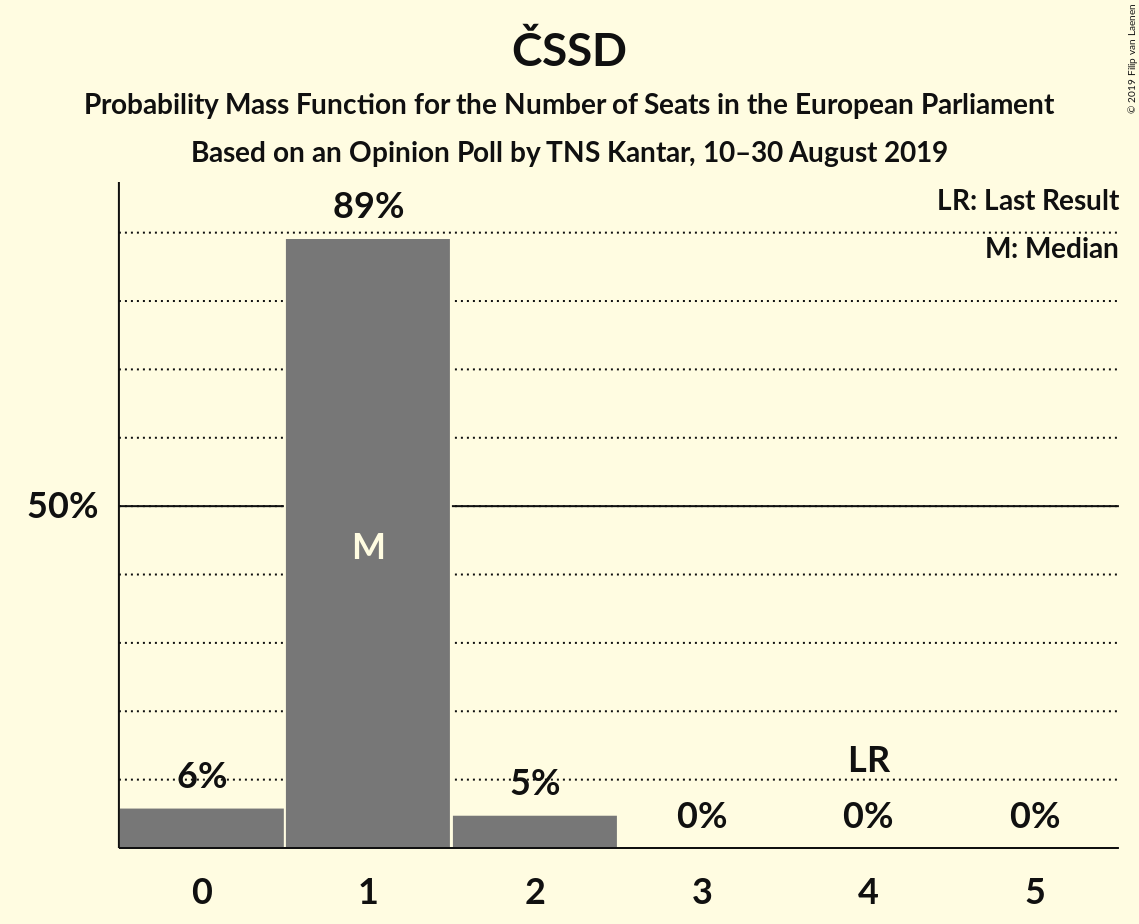 ČSSD
Probability Mass Function for the Number of Seats in the European Parliament
Based on an Opinion Poll by TNS Kantar, 10–30 August 2019
© 2019 Filip van Laenen
LR: Last Result
M: Median
89%
50%
M
6%
5%
LR
0%
0%
0%
0 1 2 3 4 5